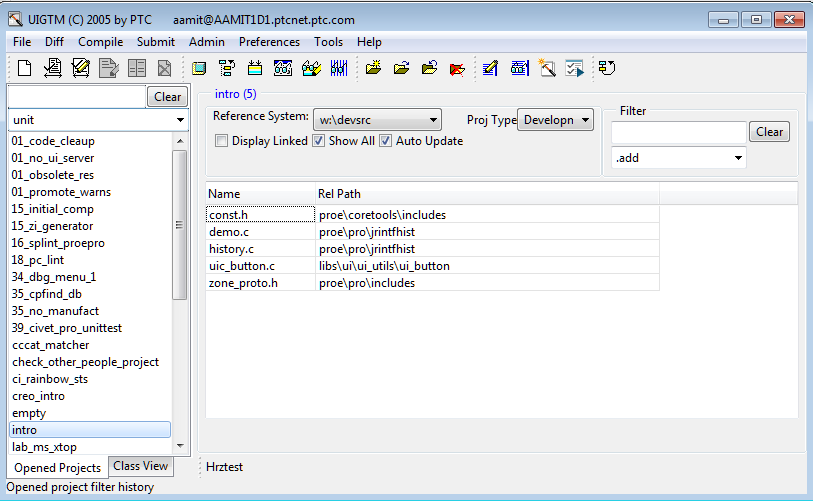 UIGTM (C) 2005 by PTC aamit@AAMIT1D1.ptcnet.ptc.com
File Diff Compile Submit Admin Preferences Tools Help
Clear
unit
01_code_cleaup
01_no_ui_server
01_obsolete_res
01_promote_warns
15_initial_comp
15_zi_generator
16_splint_proepro
18_pc_lint
34_dbg_menu_1
35_cpfind_db
35_no_manufact
39_civet_pro_unittest
cccat_matcher
check_other_people_project
ci_rainbow_sts
creo_intro
empty
intro
lab_ms_xtop
Opened Projects Class View
Opened project filter history
intro (5)
Reference System: w:\devsrc Proj Type Developn
Display Linked Show All Auto Update
Filter
Clear
.add
Name Rel Path
const.h proe\coretools\includes
demo.c proe\pro\jrintfhist
history.c proe\pro\jrintfhist
uic_button.c libs\ui\ui_utils\ui_button
zone_proto.h proe\pro\includes
Hrztest